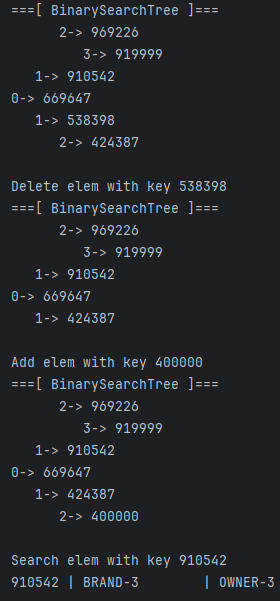 ===[ BinarySearchTree ]===
      2-> 969226
         3-> 919999
   1-> 910542
0-> 669647
   1-> 538398
      2-> 424387

Delete elem with key 538398
===[ BinarySearchTree ]===
      2-> 969226
         3-> 919999
   1-> 910542
0-> 669647
   1-> 424387

Add elem with key 400000
===[ BinarySearchTree ]===
      2-> 969226
         3-> 919999
   1-> 910542
0-> 669647
   1-> 424387
      2-> 400000

Search elem with key 910542
910542 | BRAND-3        | OWNER-3